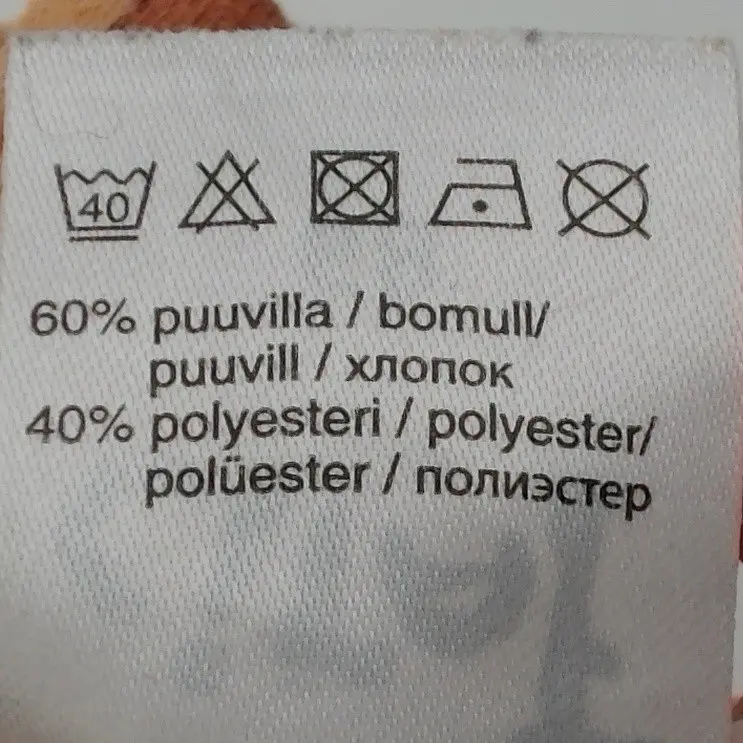 40
60% puuvilla / bomull/
puuvill / хлопок
40% polyesteri / polyester/
polüester / полиэстер